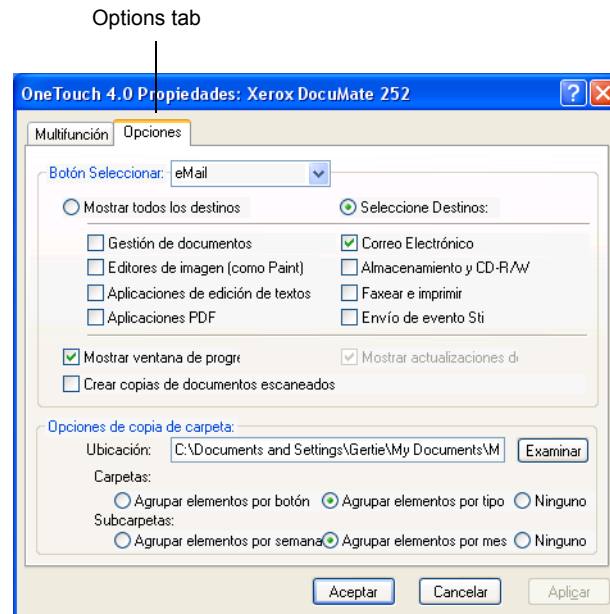 Options tab
OneTouch 4.0 Propiedades: Xerox DocuMate 252
Multifunción Opciones
Botón Seleccionar: eMail
Mostrar todos los destinos Seleccione Destinos:
Gestión de documentos Correo Electrónico
Editores de imagen (como Paint) Almacenamiento y CD-R/W
Aplicaciones de edición de textos Faxear e imprimir
Aplicaciones PDF Envío de evento Sti
Mostrar ventana de progre Mostrar actualizaciones de
Crear copias de documentos escaneados
Opciones de copia de carpeta:
Ubicación: C:\Documents and Settings\Gertie\My Documents\M Examinar
Carpetas:
Agrupar elementos por botón Agrupar elementos por tipo Ninguno
Subcarpetas:
Agrupar elementos por semana Agrupar elementos por mes Ninguno
Aceptar Cancelar Aplicar